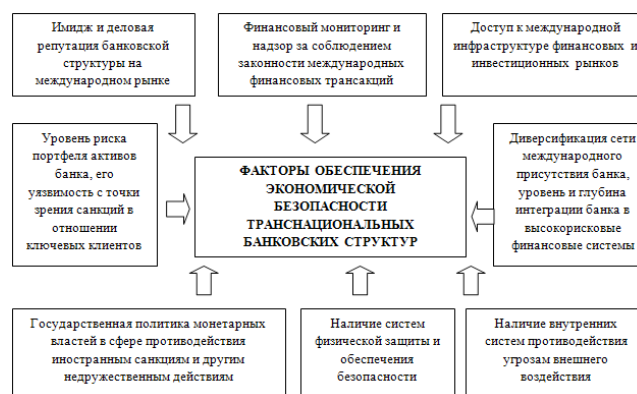 Имидж и деловая
репутация банковской
структуры на
международном рынке
Финансовый мониторинг и
надзор за соблюдением
законности международных
финансовых трансакций
Доступ к международной
инфраструктуре финансовых и
инвестиционных рынков
Уровень риска
портфеля активов
банка, его
уязвимость с точки
зрения санкций в
отношении
ключевых клиентов
ФАКТОРЫ ОБЕСПЕЧЕНИЯ
ЭКОНОМИЧЕСКОЙ
БЕЗОПАСНОСТИ
ТРАНСНАЦИОНАЛЬНЫХ
БАНКОВСКИХ СТРУКТУР
Диверсификация сети
международного
присутствия банка,
уровень и глубина
интеграции банка в
высокорисковые
финансовые системы
Государственная политика монетарных
властей в сфере противодействия
иностранным санкциям и другим
недружественным действиям
Наличие систем
физической защиты и
обеспечения
безопасности
Наличие внутренних
систем противодействия
угрозам внешнего
воздействия